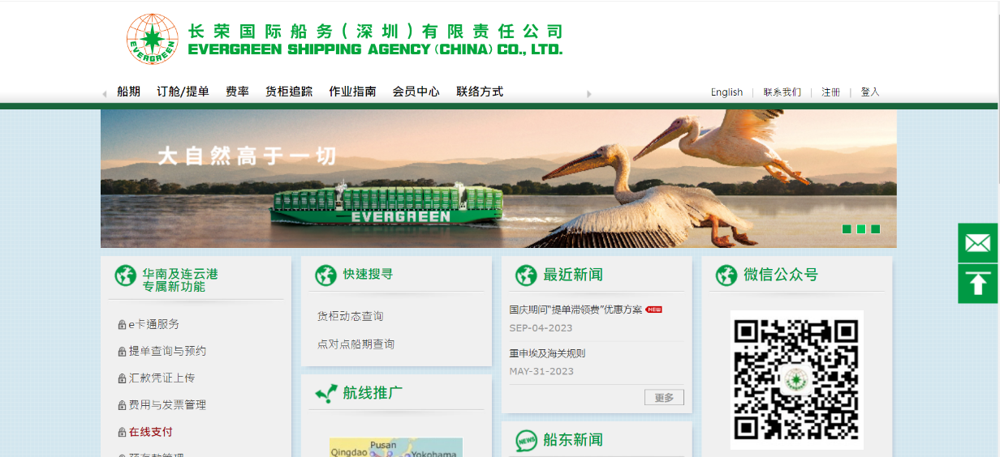 长荣国际船务(深圳)有限责任公司
EVERGREEN
EVERGREEN SHIPPING AGENCY (CHINA) CO., LTD.
船期 订舱/提单 费率 货柜追踪 作业指南 会员中心 联络方式
English | 联系我们 | 注册 | 登入
大自然高于一切
EVERGREEN
华南及连云港
专属新功能
e卡通服务
提单查询与预约
汇款凭证上传
费用与发票管理
在线支付
快速搜寻
货柜动态查询
点对点船期查询
航线推广
Qingdao
Pusan
Yokohama
最近新闻
国庆期间“提单滞领费”优惠方案 NEW
SEP-04-2023
重申埃及海关规则
MAY-31-2023
更多
NEWS
船东新闻
微信公众号